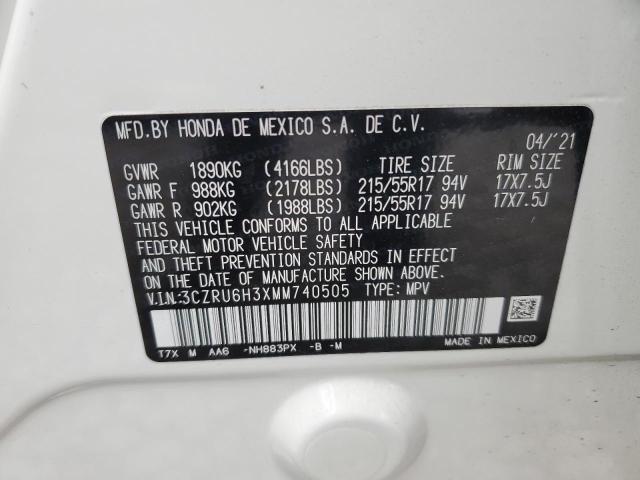 MFD.BY HONDA DE MEXICO S.A. DE C.V.
04/'21
GVWR 1890KG (4166LBS) TIRE SIZE RIM SIZE
GAWR F 988KG (2178LBS) 215/55R17 94V 17X7.5J
GAWR R 902KG (1988LBS) 215/55R17 94V 17X7.5J
THIS VEHICLE CONFORMS TO ALL APPLICABLE
FEDERAL MOTOR VEHICLE SAFETY
AND THEFT PREVENTION STANDARDS IN EFFECT
ON THE DATE OF MANUFACTURE SHOWN ABOVE.
V.I.N.:3CZRU6H3XMM740505 TYPE: MPV
T7X M AA6 -NH883PX -B -M
MADE IN MEXICO